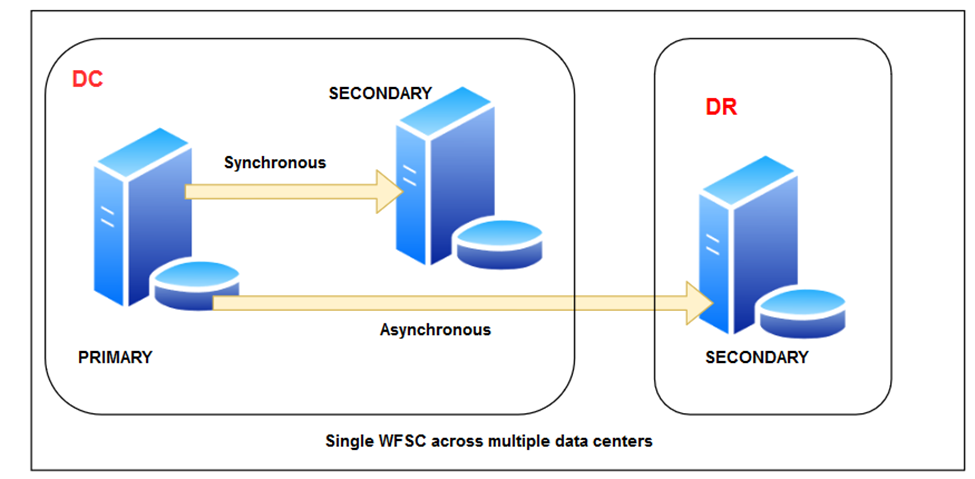 DC
SECONDARY
DR
Synchronous
Asynchronous
PRIMARY
SECONDARY
Single WFSC across multiple data centers